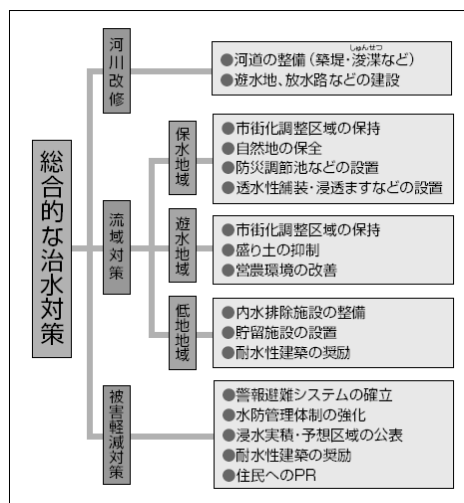 総合的な治水対策
河川改修
しゅんせつ
●河道の整備（築堤・浚渫など）
●遊水地、放水路などの建設
流域対策
保水地域
●市街化調整区域の保持
●自然地の保全
●防災調節池などの設置
●透水性舗装・浸透ますなどの設置
遊水地域
●市街化調整区域の保持
●盛り土の抑制
●営農環境の改善
低地地域
●内水排除施設の整備
●貯留施設の設置
●耐水性建築の奨励
被害軽減対策
●警報避難システムの確立
●水防管理体制の強化
●浸水実積・予想区域の公表
●耐水性建築の奨励
●住民へのPR